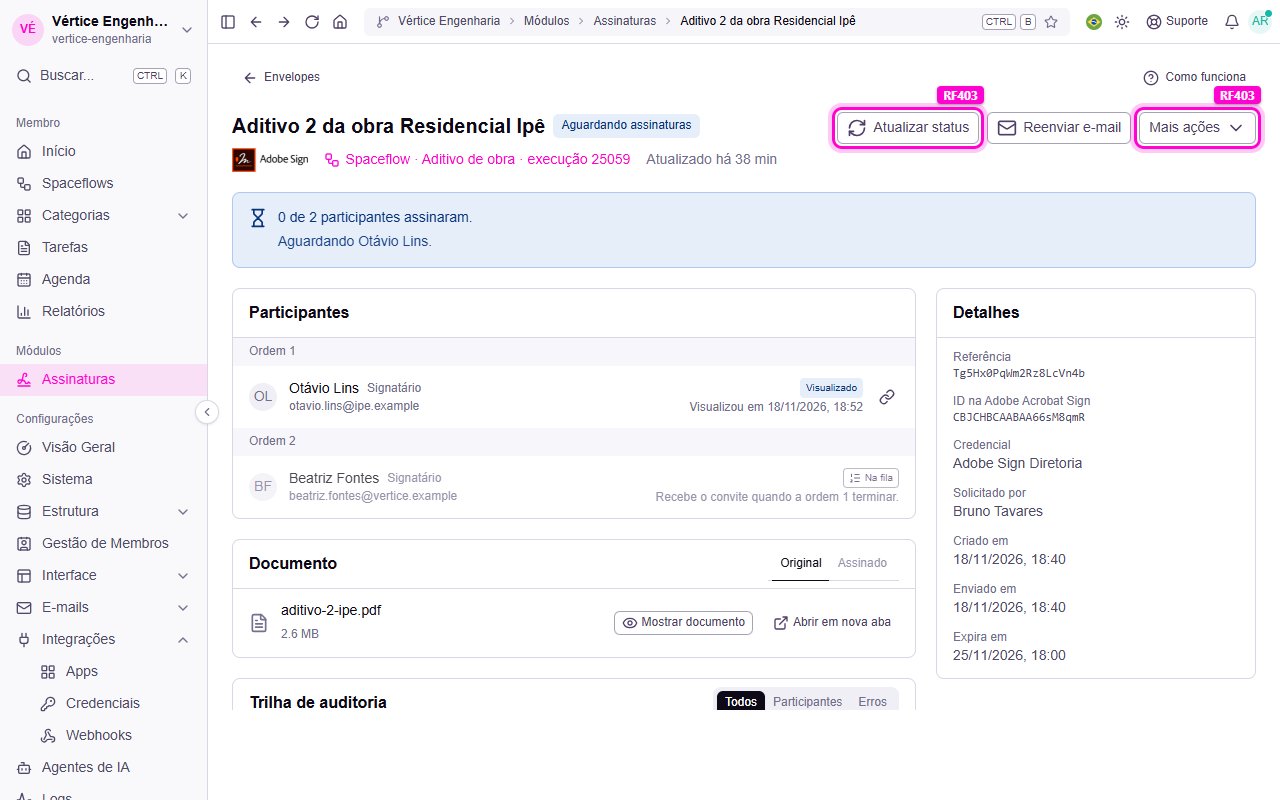 VÉ
Vértice Engenh...
vertice-engenharia
Vértice Engenharia
Módulos
Assinaturas
Aditivo 2 da obra Residencial Ipê
CTRL B
Suporte
AR
Buscar...
CTRL K
Membro
Início
Spaceflows
Categorias
Tarefas
Agenda
Relatórios
Módulos
Assinaturas
Configurações
Visão Geral
Sistema
Estrutura
Gestão de Membros
Interface
E-mails
Integrações
Apps
Credenciais
Webhooks
Agentes de IA
Logs
Envelopes
Como funciona
RF403
RF403
Aditivo 2 da obra Residencial Ipê
Aguardando assinaturas
Atualizar status
Reenviar e-mail
Mais ações
Adobe Sign
Spaceflow · Aditivo de obra · execução 25059
Atualizado há 38 min
0 de 2 participantes assinaram.
Aguardando Otávio Lins.
Participantes
Ordem 1
OL
Otávio Lins Signatário
otavio.lins@ipe.example
Visualizado
Visualizou em 18/11/2026, 18:52
Ordem 2
BF
Beatriz Fontes Signatário
beatriz.fontes@vertice.example
Na fila
Recebe o convite quando a ordem 1 terminar.
Documento
Original
Assinado
aditivo-2-ipe.pdf
2.6 MB
Mostrar documento
Abrir em nova aba
Trilha de auditoria
Todos
Participantes
Erros
Detalhes
Referência
Tg5Hx0PqWm2Rz8LcVn4b
ID na Adobe Acrobat Sign
CBJCHBCAABAA66sM8qmR
Credencial
Adobe Sign Diretoria
Solicitado por
Bruno Tavares
Criado em
18/11/2026, 18:40
Enviado em
18/11/2026, 18:40
Expira em
25/11/2026, 18:00